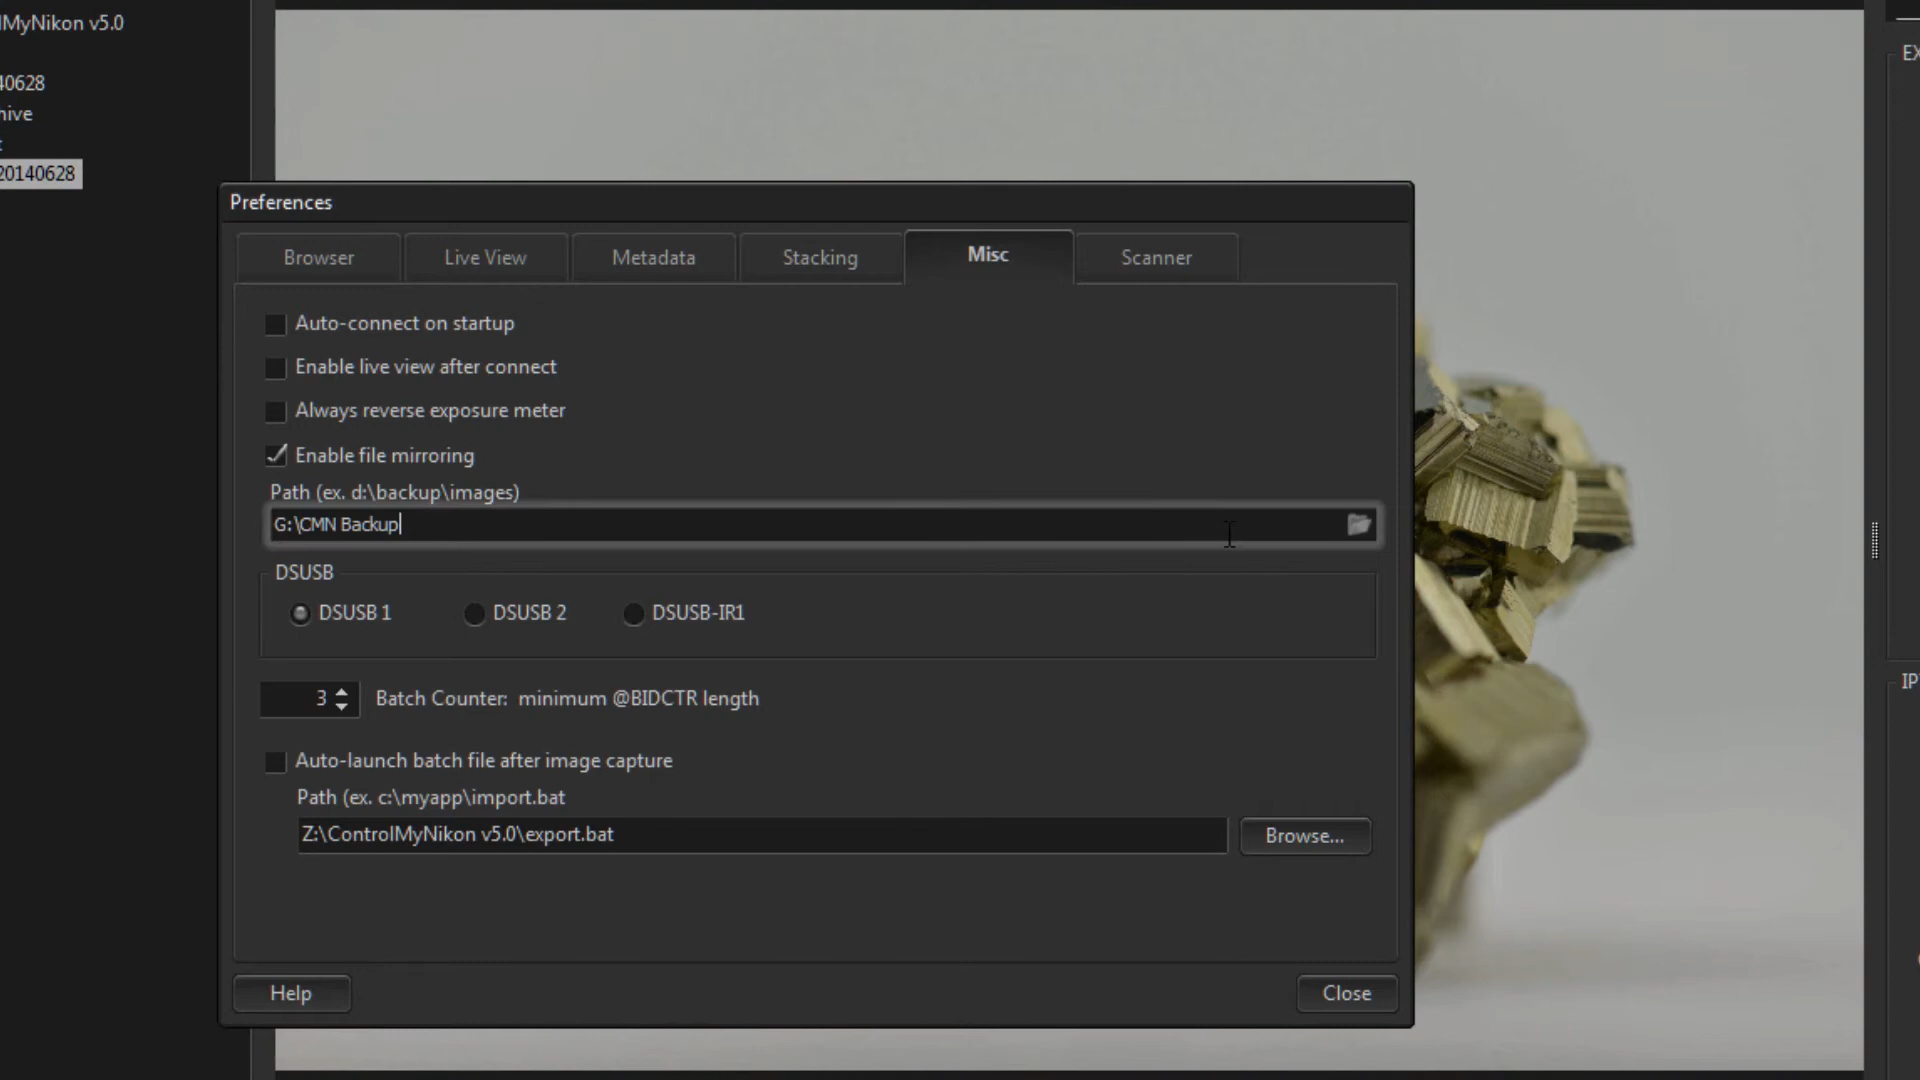 lMyNikon v5.0
40628
hive
20140628
Preferences
Browser
Live View
Metadata
Stacking
Misc
Scanner
Auto-connect on startup
Enable live view after connect
Always reverse exposure meter
Enable file mirroring
Path (ex. d:\backup\images)
G:\CMN Backup
DSUSB
DSUSB 1
DSUSB 2
DSUSB-IR1
3
Batch Counter:  minimum @BIDCTR length
Auto-launch batch file after image capture
Path (ex. c:\myapp\import.bat
Z:\ControlMyNikon v5.0\export.bat
Browse...
Help
Close
EX
IP